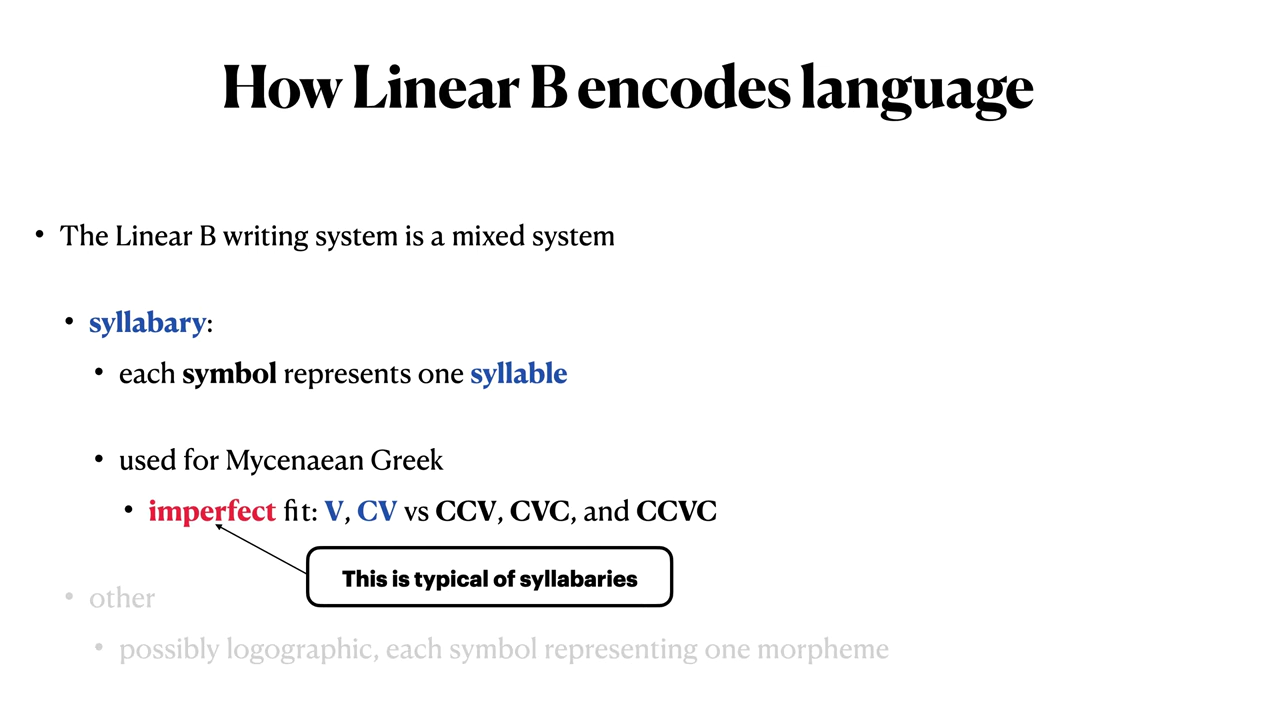 How Linear B encodes language
• The Linear B writing system is a mixed system
• syllabary:
• each symbol represents one syllable
• used for Mycenaean Greek
• imperfect fit: V, CV vs CCV, CVC, and CCVC
This is typical of syllabaries
• other
• possibly logographic, each symbol representing one morpheme